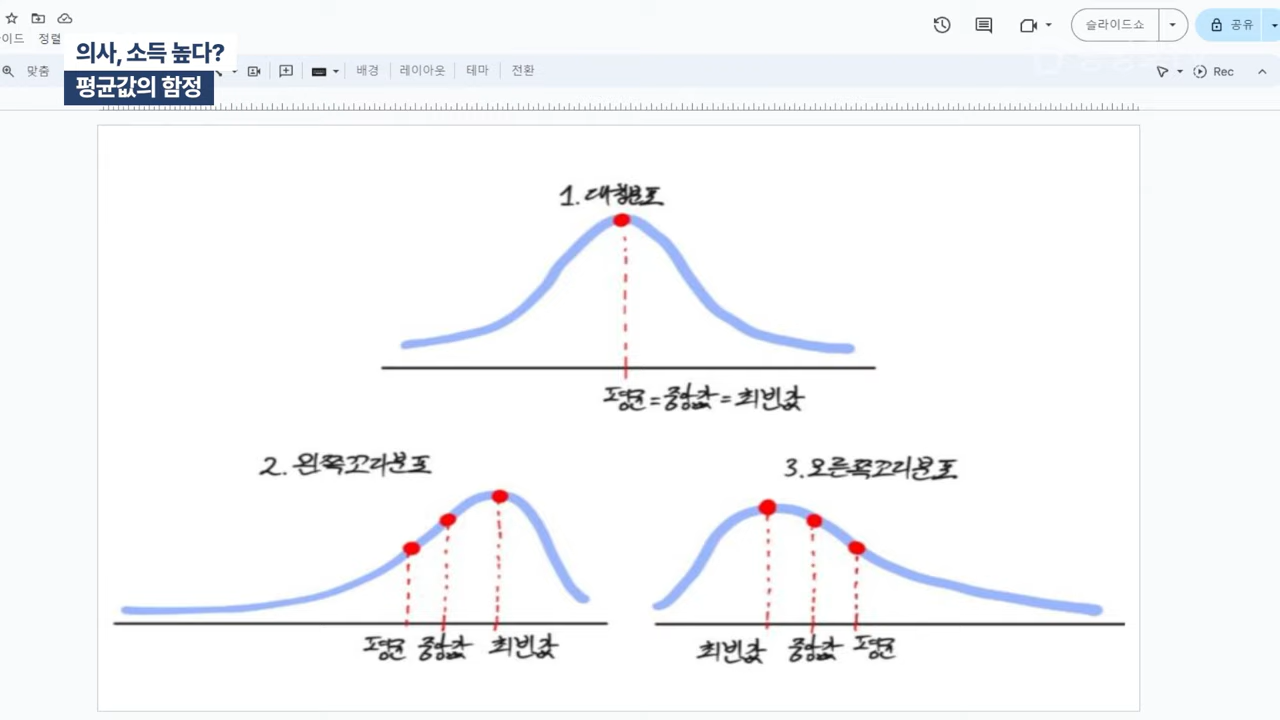 의사, 소득 높다?
평균값의 함정
이드
정렬
맞춤
배경
레이아웃
테마
전환
슬라이드쇼
공유
Rec
1. 대칭분포
평균=중앙값=최빈값
2. 왼쪽꼬리분포
평균 중앙값 최빈값
3. 오른쪽꼬리분포
최빈값 중앙값 평균